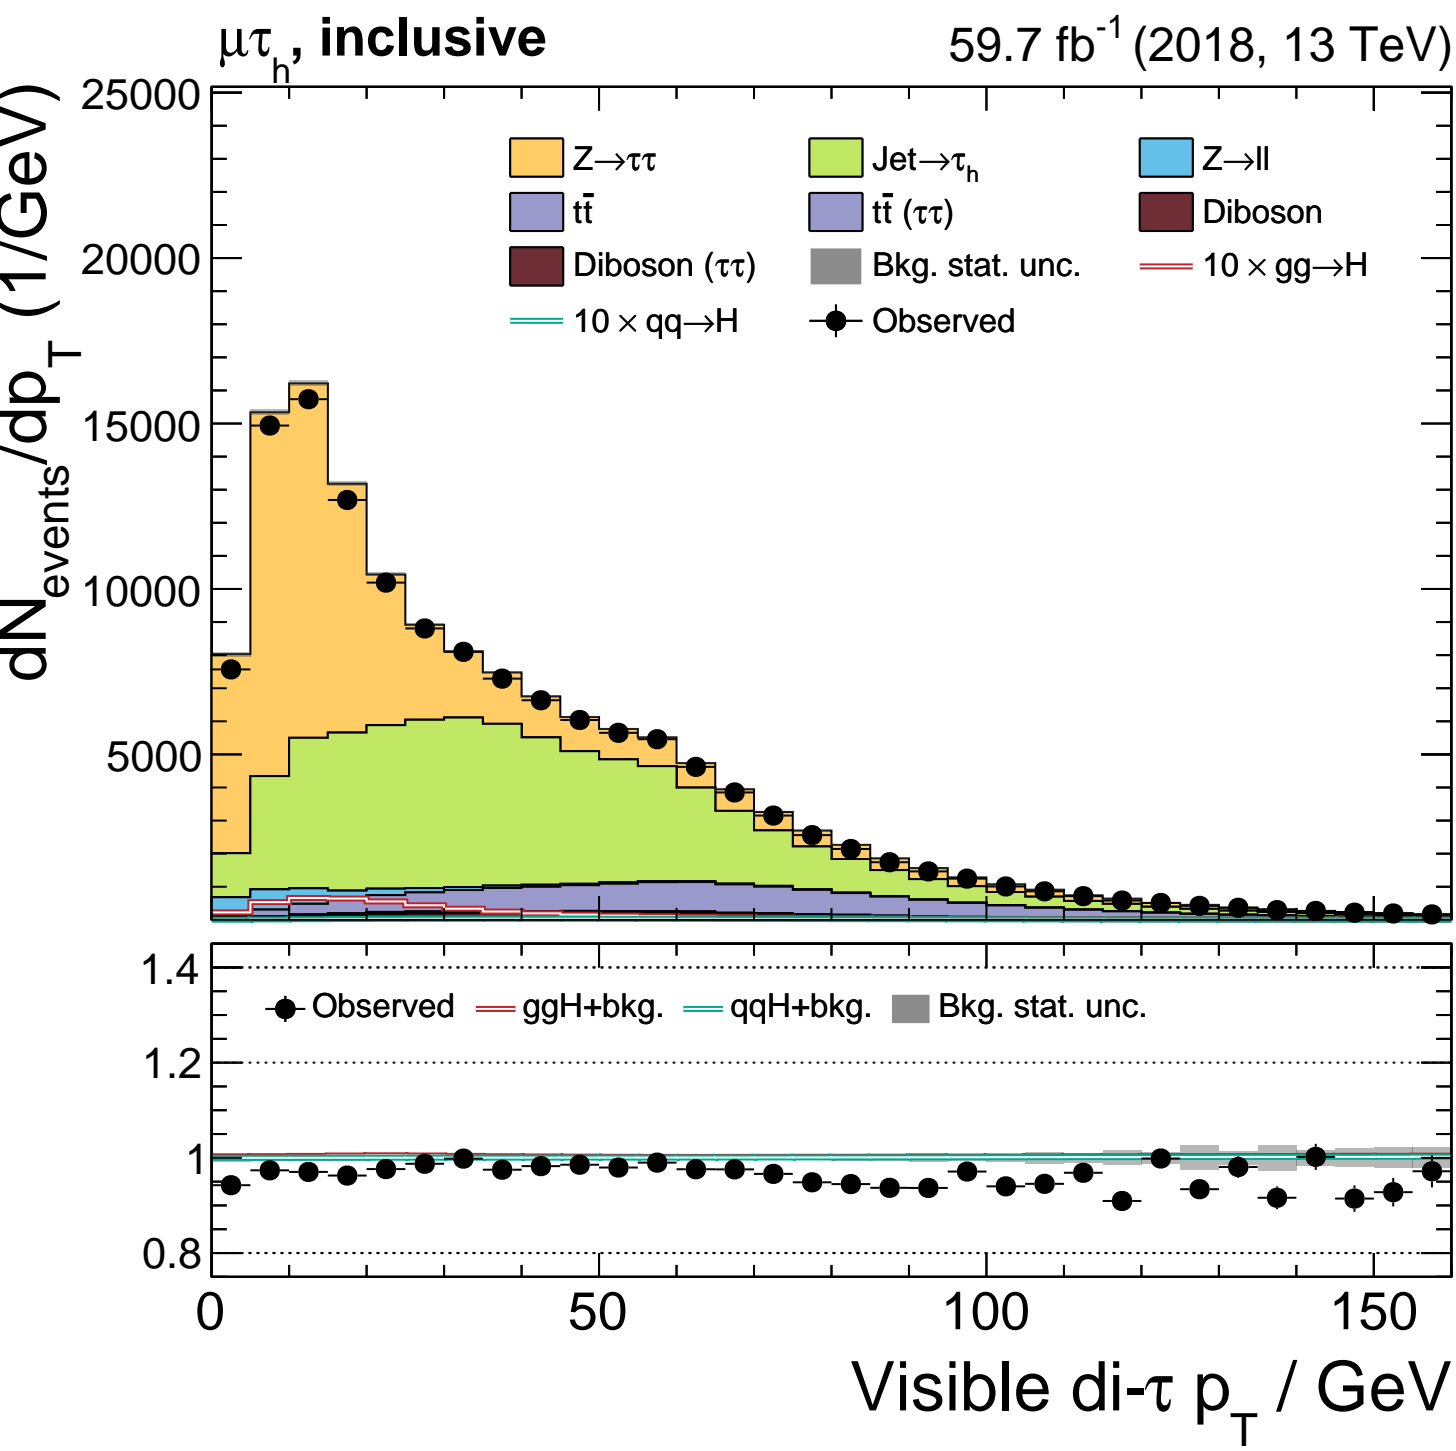 μτh, inclusive
59.7 fb-1 (2018, 13 TeV)
dNevents/dpT (1/GeV)
25000
20000
15000
10000
5000
Z→ττ
Jet→τh
Z→ll
tt̄
tt̄ (ττ)
Diboson
Diboson (ττ)
Bkg. stat. unc.
10 × gg→H
10 × qq→H
Observed
1.4
1.2
1
0.8
Observed
ggH+bkg.
qqH+bkg.
Bkg. stat. unc.
0
50
100
150
Visible di-τ pT / GeV